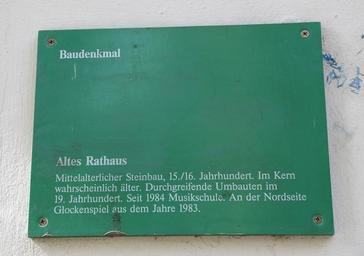 Baudenkmal
Altes Rathaus
Mittelalterlicher Steinbau, 15./16. Jahrhundert. Im Kern
wahrscheinlich älter. Durchgreifende Umbauten im
19. Jahrhundert. Seit 1984 Musikschule. An der Nordseite
Glockenspiel aus dem Jahre 1983.